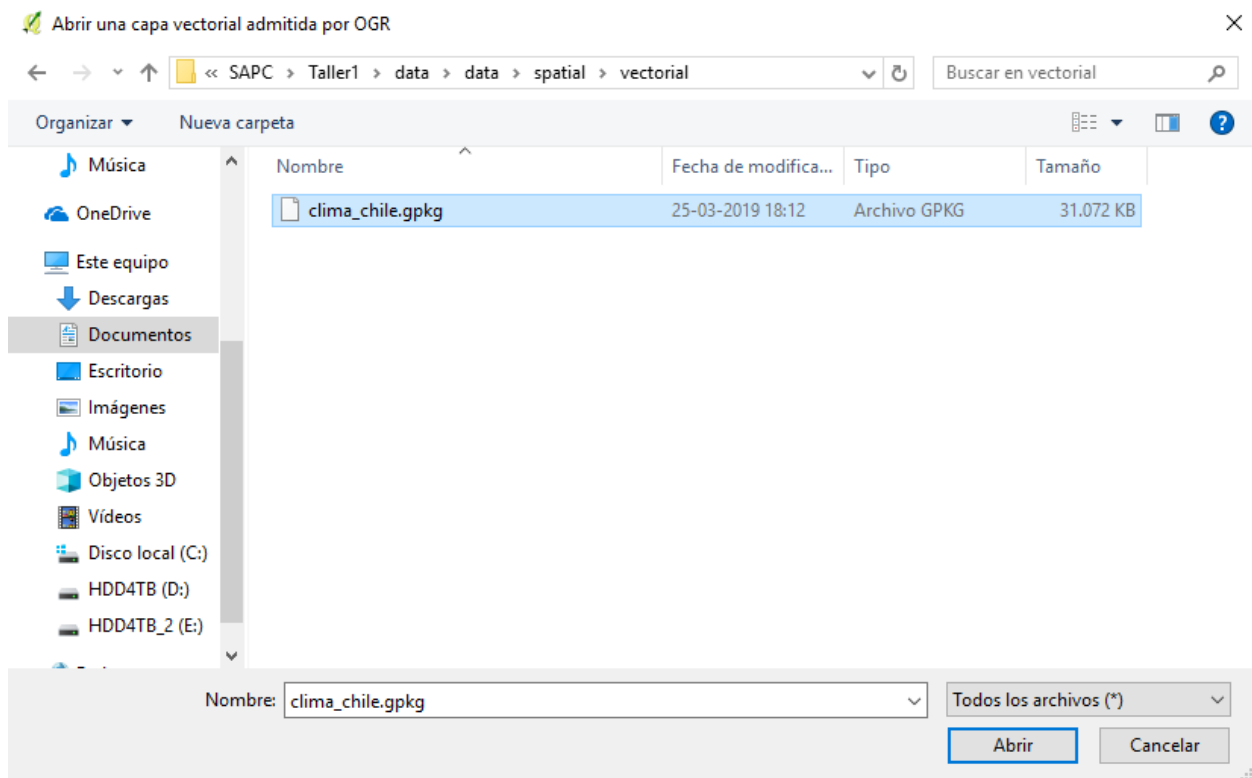 Abrir una capa vectorial admitida por OGR
« SAPC > Taller1 > data > data > spatial > vectorial
Buscar en vectorial
Organizar
Nueva carpeta
Música
OneDrive
Este equipo
Descargas
Documentos
Escritorio
Imágenes
Música
Objetos 3D
Vídeos
Disco local (C:)
HDD4TB (D:)
HDD4TB_2 (E:)
Nombre Fecha de modifica... Tipo Tamaño
clima_chile.gpkg 25-03-2019 18:12 Archivo GPKG 31.072 KB
Nombre: clima_chile.gpkg
Todos los archivos (*)
Abrir Cancelar